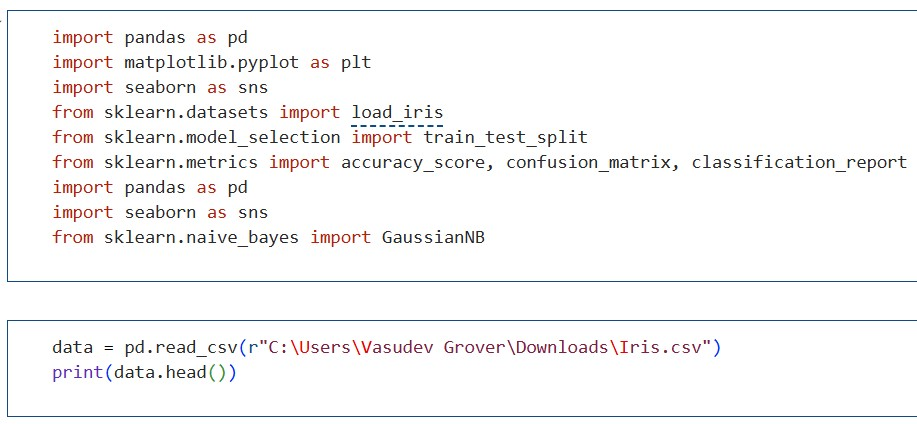 import pandas as pd
import matplotlib.pyplot as plt
import seaborn as sns
from sklearn.datasets import load_iris
from sklearn.model_selection import train_test_split
from sklearn.metrics import accuracy_score, confusion_matrix, classification_report
import pandas as pd
import seaborn as sns
from sklearn.naive_bayes import GaussianNB
data = pd.read_csv(r"C:\Users\Vasudev Grover\Downloads\Iris.csv")
print(data.head())